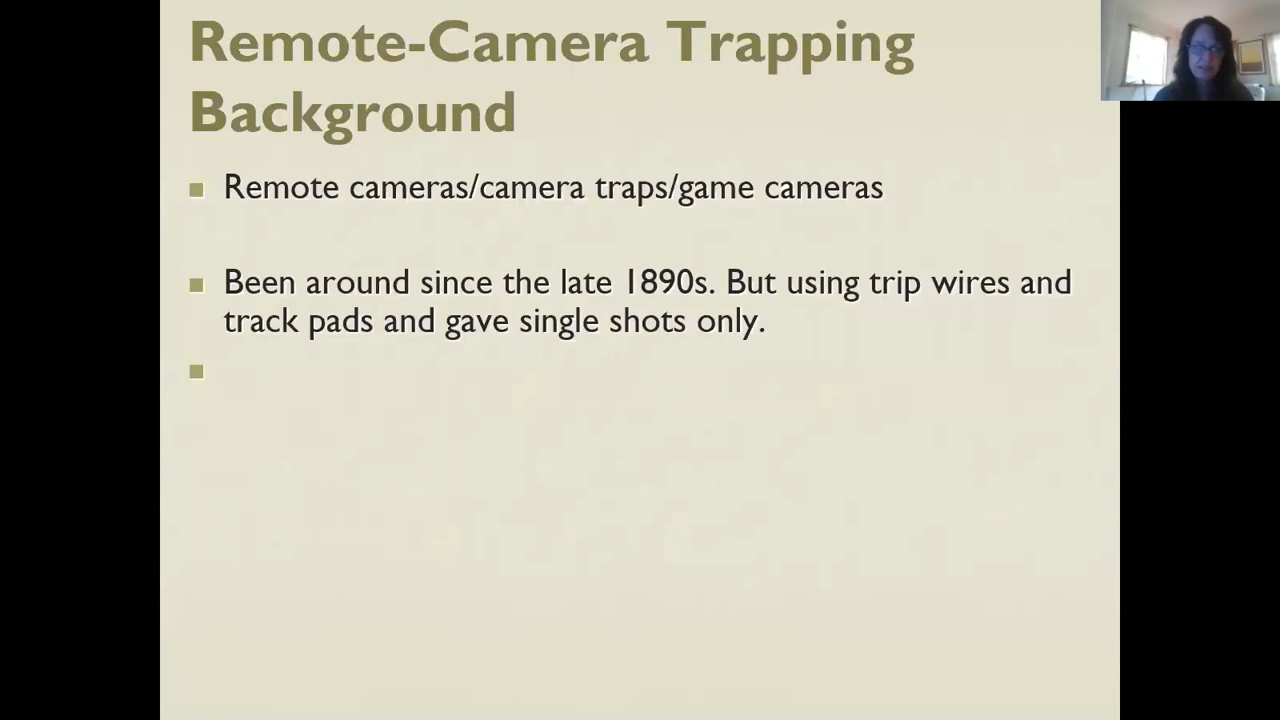 Remote-Camera Trapping
Background
Remote cameras/camera traps/game cameras
Been around since the late 1890s. But using trip wires and
track pads and gave single shots only.